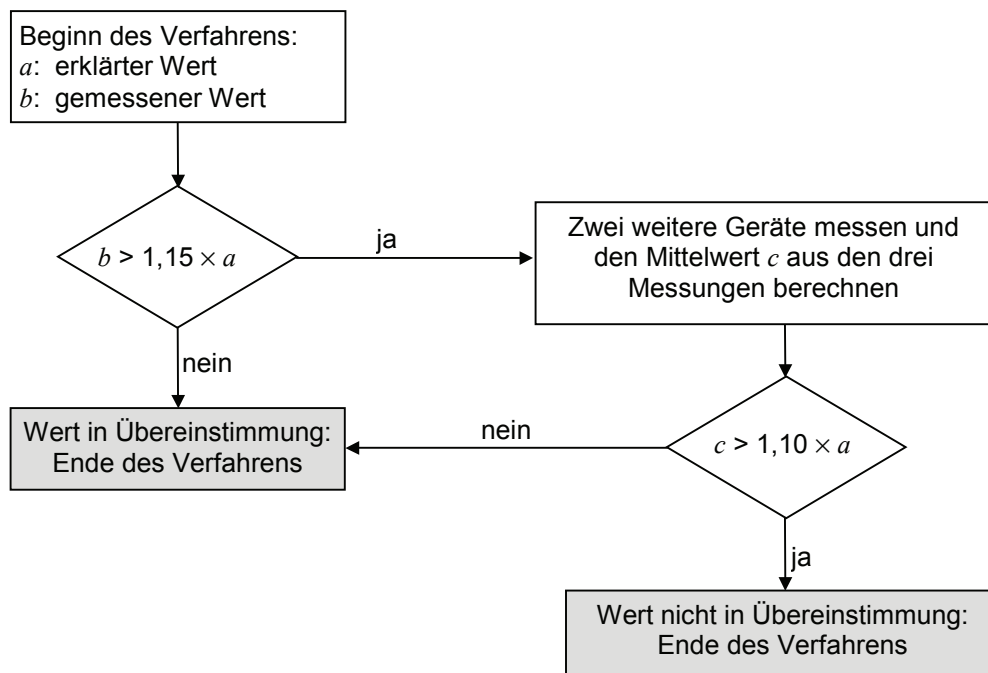 Beginn des Verfahrens:
a: erklärter Wert
b: gemessener Wert
b > 1,15 × a
ja
Zwei weitere Geräte messen und
den Mittelwert c aus den drei
Messungen berechnen
nein
Wert in Übereinstimmung:
Ende des Verfahrens
nein
c > 1,10 × a
ja
Wert nicht in Übereinstimmung:
Ende des Verfahrens